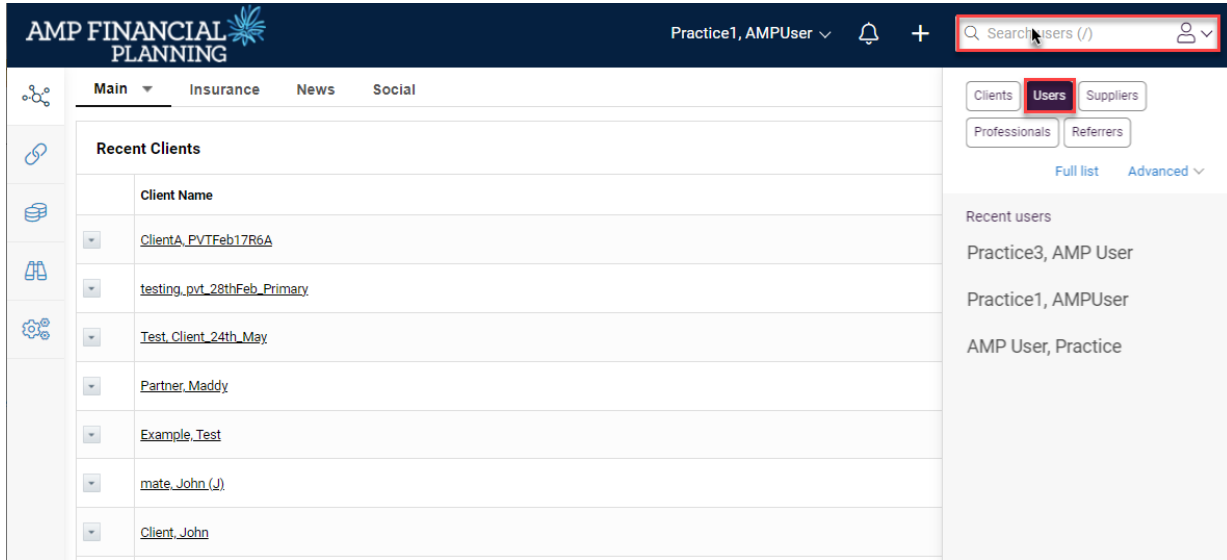 AMP FINANCIAL
PLANNING
Practice1, AMPUser
Search users (/)
Main Insurance News Social
Clients Users Suppliers
Professionals Referrers
Full list Advanced
Recent Clients
Client Name
ClientA, PVTFeb17R6A
testing, pvt_28thFeb_Primary
Test, Client_24th_May
Partner, Maddy
Example, Test
mate, John (J)
Client, John
Recent users
Practice3, AMP User
Practice1, AMPUser
AMP User, Practice